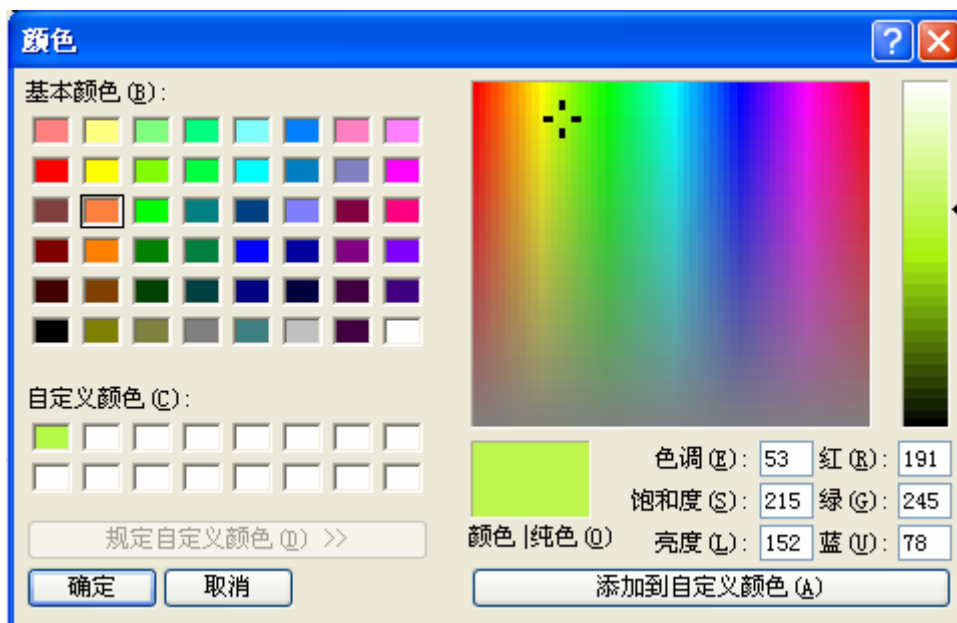 颜色
基本颜色(B):
自定义颜色(C):
规定自定义颜色(D) >>
确定 取消
颜色|纯色(O)
色调(E): 53 红(R): 191
饱和度(S): 215 绿(G): 245
亮度(L): 152 蓝(U): 78
添加到自定义颜色(A)